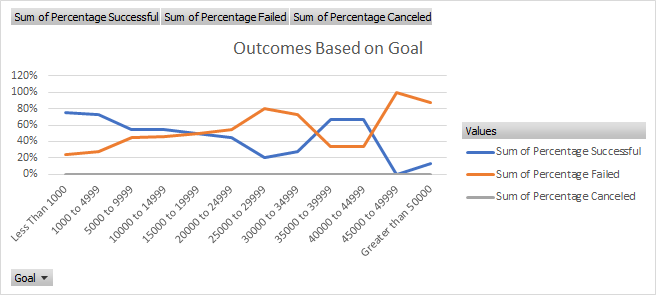 Sum of Percentage Successful Sum of Percentage Failed Sum of Percentage Canceled
Outcomes Based on Goal
120%
100%
80%
60%
40%
20%
0%
Less Than 1000
1000 to 4999
5000 to 9999
10000 to 14999
15000 to 19999
20000 to 24999
25000 to 29999
30000 to 34999
35000 to 39999
40000 to 44999
45000 to 49999
Greater than 50000
Values
Sum of Percentage Successful
Sum of Percentage Failed
Sum of Percentage Canceled
Goal